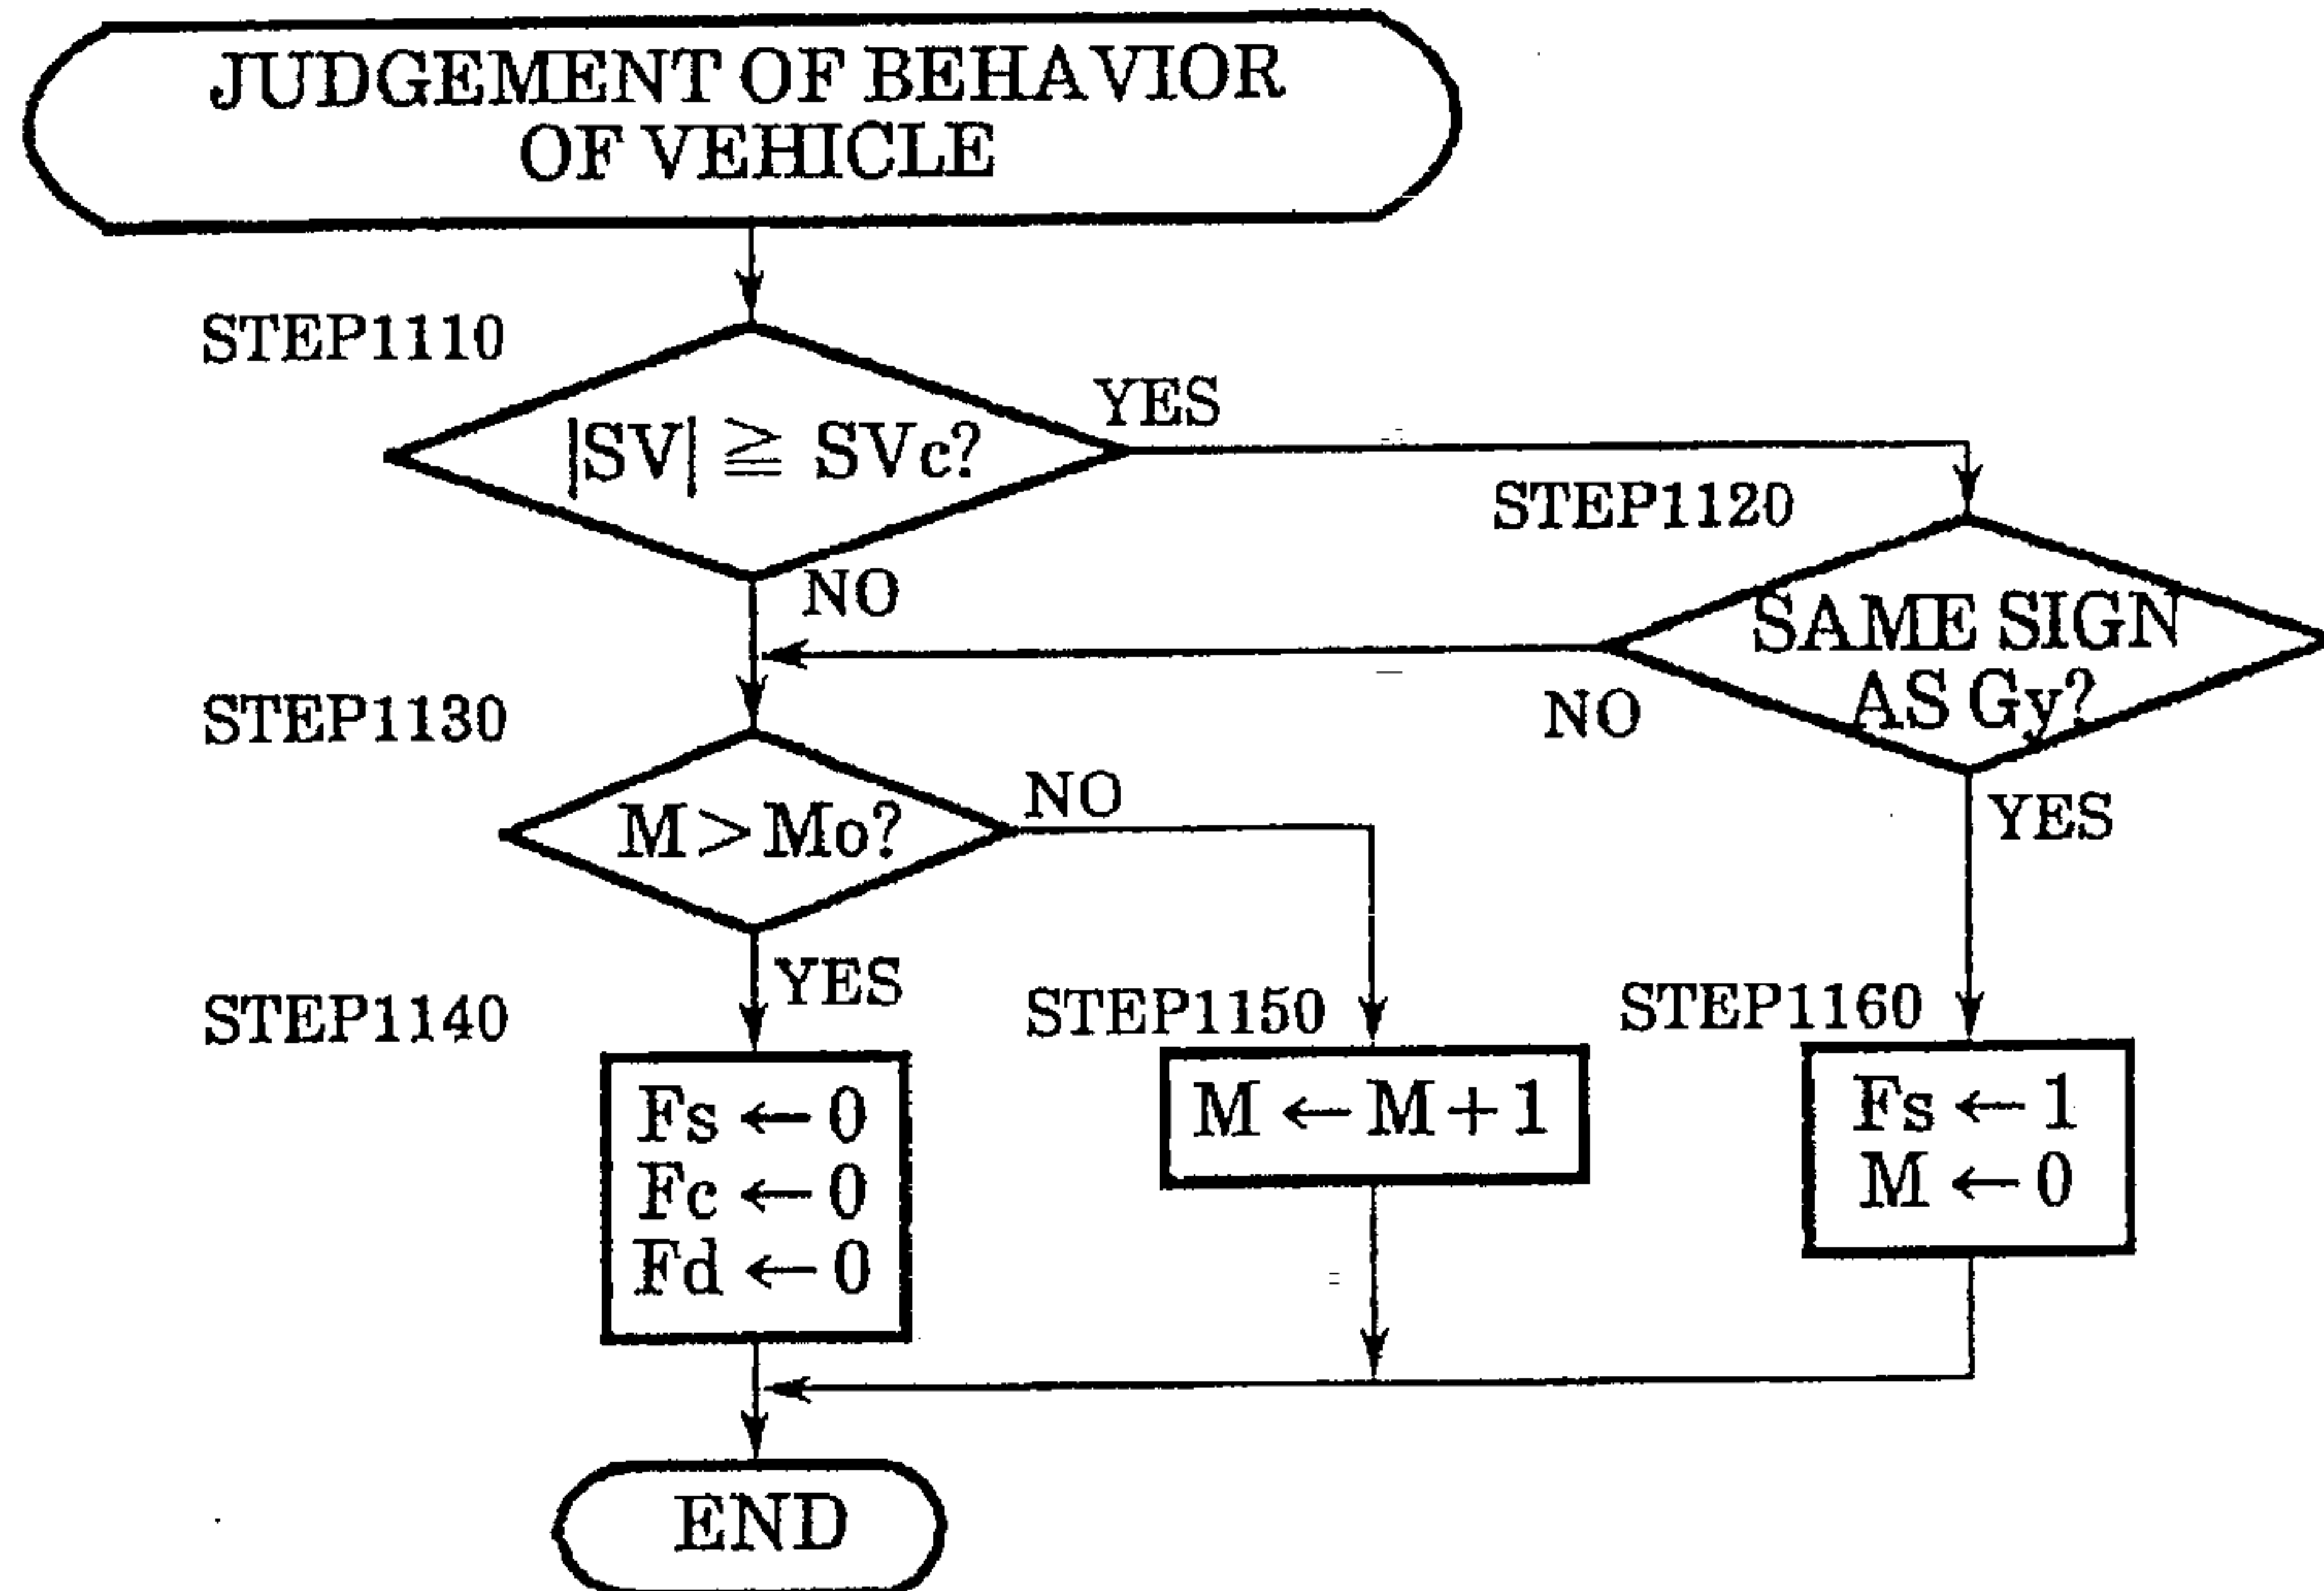 JUDGEMENT OF BEHAVIOR
OF VEHICLE
STEP1110
|SV| ≧ SVc?
YES
NO
STEP1120
SAME SIGN
AS Gy?
NO
YES
STEP1130
M > Mo?
NO
YES
STEP1140
Fs ← 0
Fc ← 0
Fd ← 0
STEP1150
M ← M + 1
STEP1160
Fs ← 1
M ← 0
END